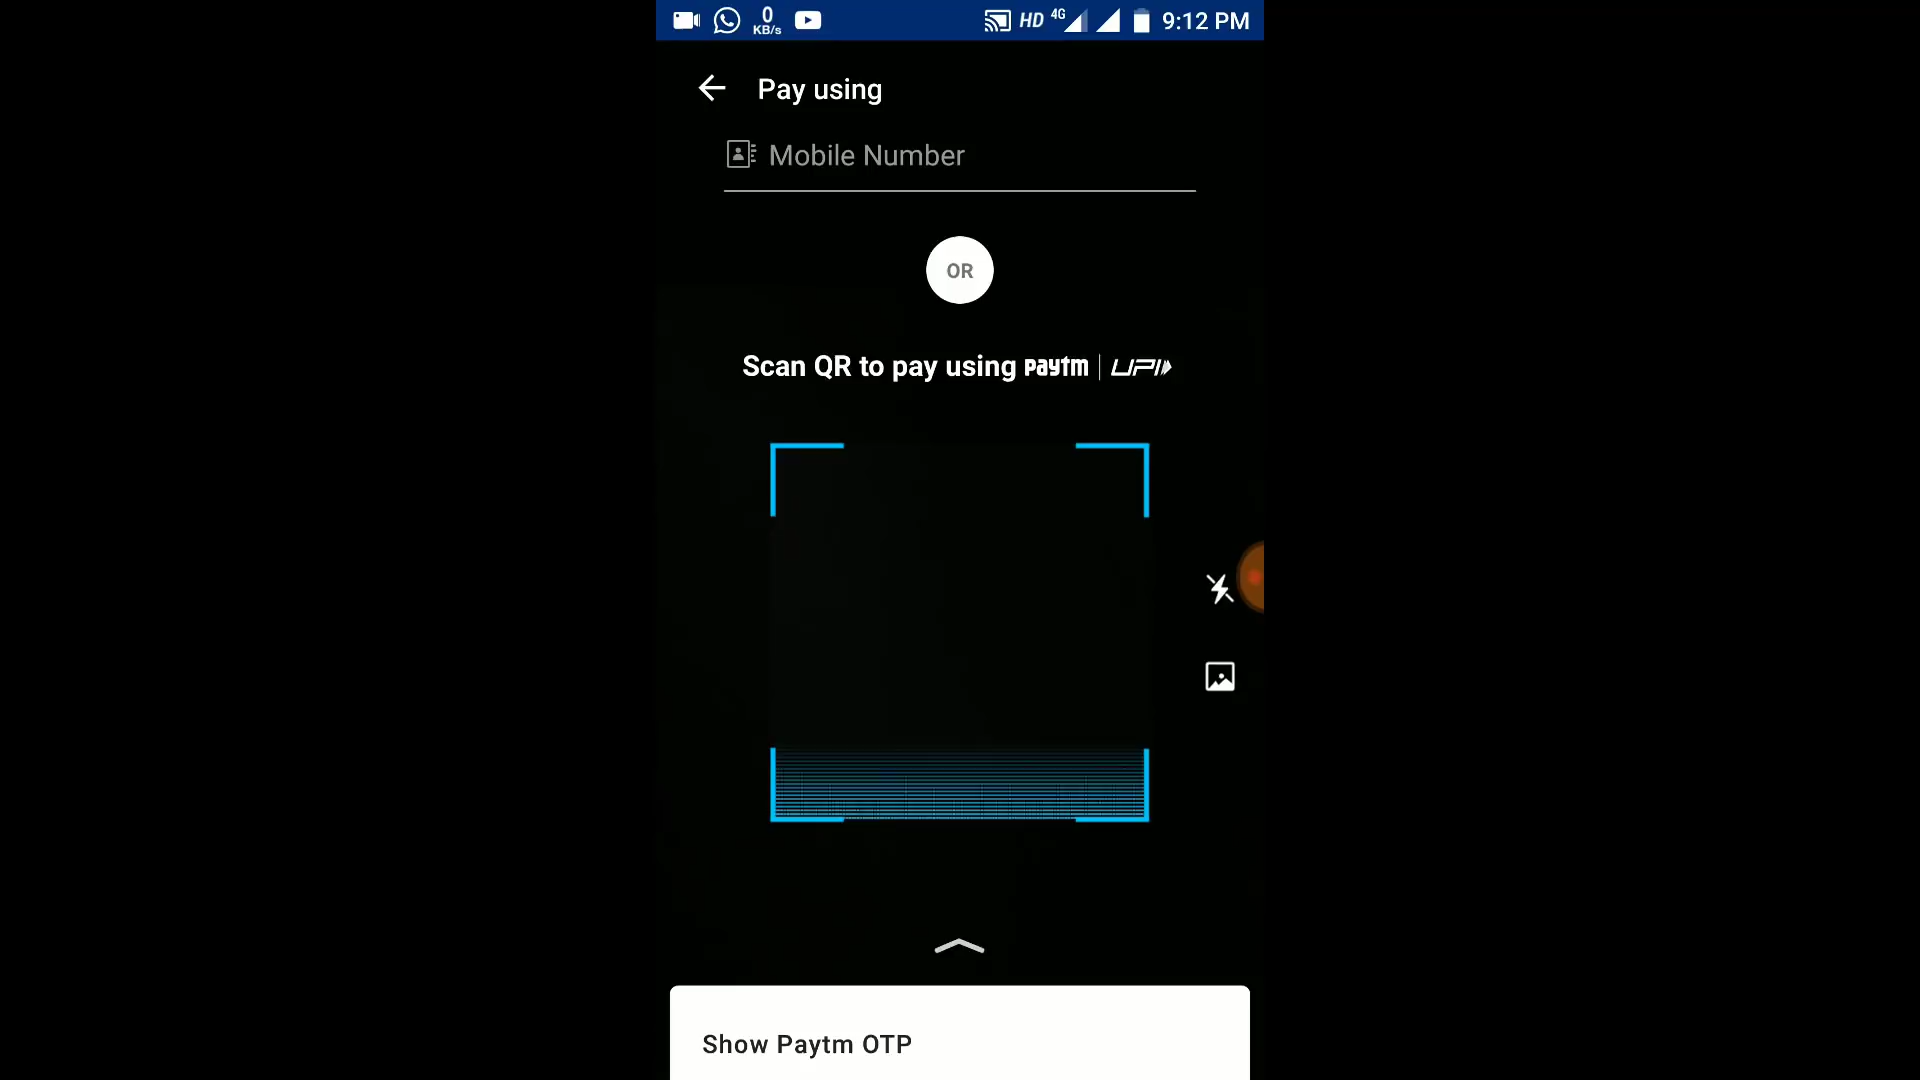 0 KB/s HD 4G 9:12 PM
Pay using
Mobile Number
OR
Scan QR to pay using paytm | UPI
Show Paytm OTP